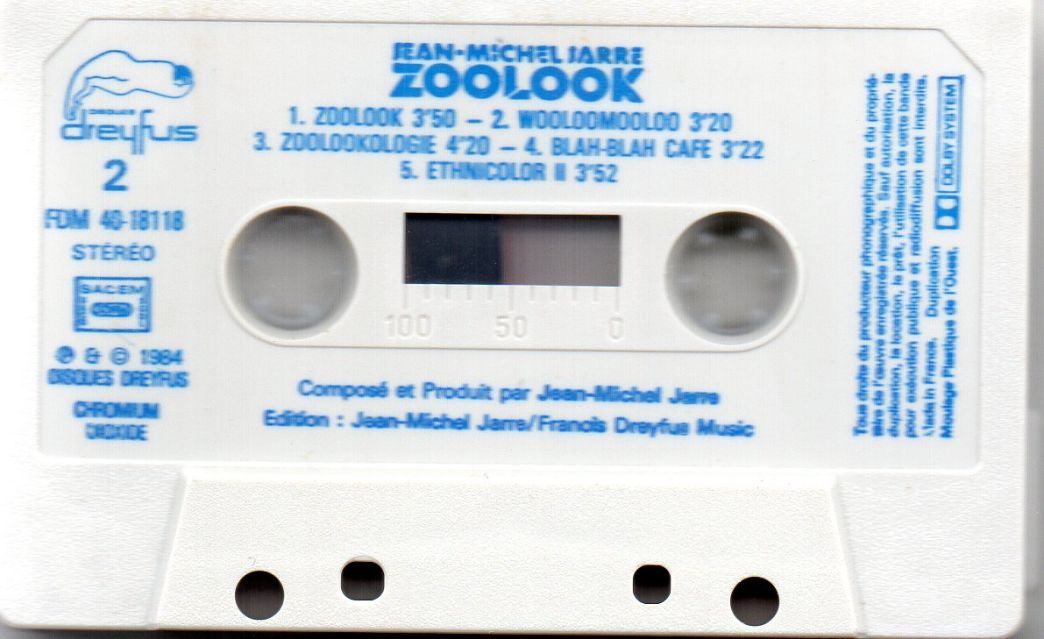 JEAN-MICHEL JARRE
ZOOLOOK
1. ZOOLOOK 3'50 – 2. WOOLOOMOOLOO 3'20
3. ZOOLOOKOLOGIE 4'20 – 4. BLAH-BLAH CAFE 3'22
5. ETHNICOLOR II 3'52
DISQUES
dreyfus
2
FDM 40-18118
STÉRÉO
SACEM
℗ & © 1984
DISQUES DREYFUS
CHROMIUM
DIOXIDE
100 50 0
Composé et Produit par Jean-Michel Jarre
Edition : Jean-Michel Jarre/Francis Dreyfus Music
Tous droits du producteur phonographique et du proprié-
taire de l'œuvre enregistrée réservés. Sauf autorisation, la
duplication, la location, le prêt, l'utilisation de cette bande
pour exécution publique et radiodiffusion sont interdits.
Made in France. Duplication
Moulage Plastique de l'Ouest.
DOLBY SYSTEM